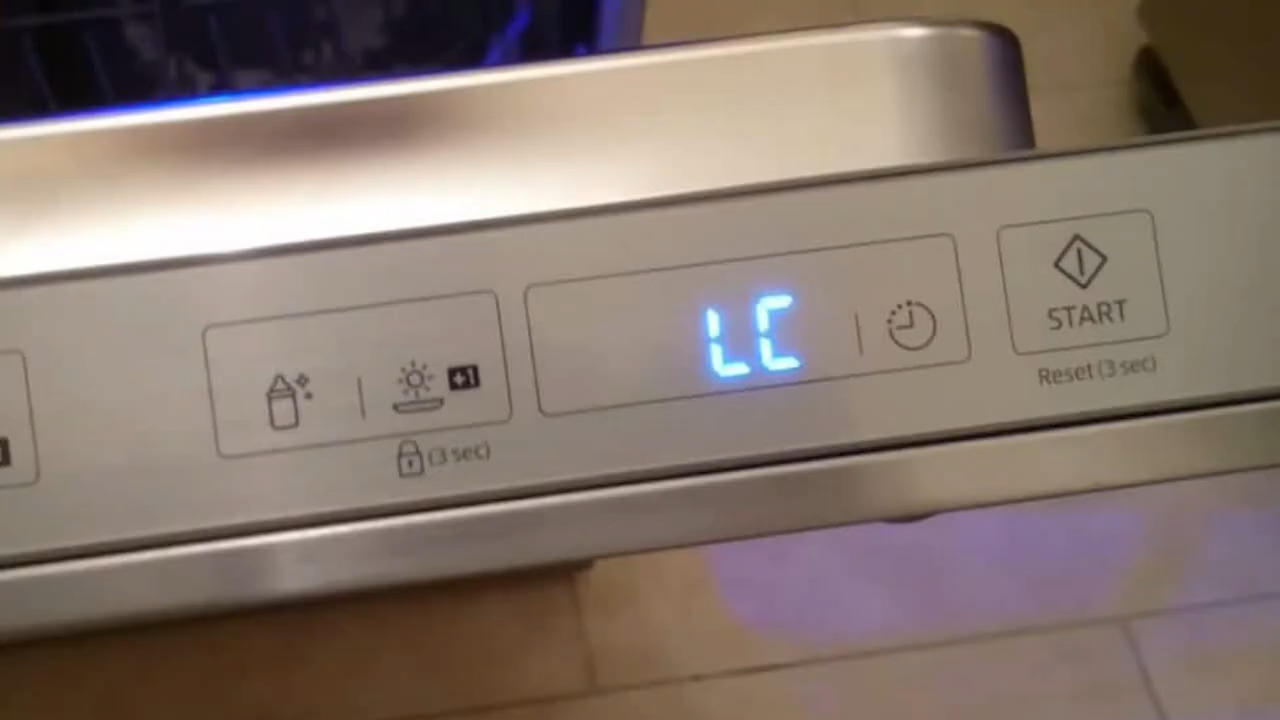 LC
START
Reset (3 sec)
+1
(3 sec)